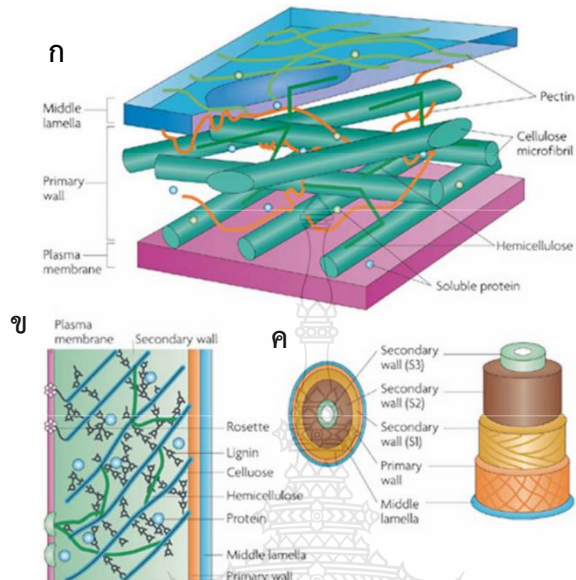 ก
Middle
lamella
Primary
wall
Plasma
membrane
Pectin
Cellulose
microfibril
Hemicellulose
Soluble protein
ข
Plasma
membrane
Secondary wall
Rosette
Lignin
Celluose
Hemicellulose
Protein
Middle lamella
Primary wall
ค
Secondary
wall (S3)
Secondary
wall (S2)
Secondary
wall (S1)
Primary
wall
Middle
lamella